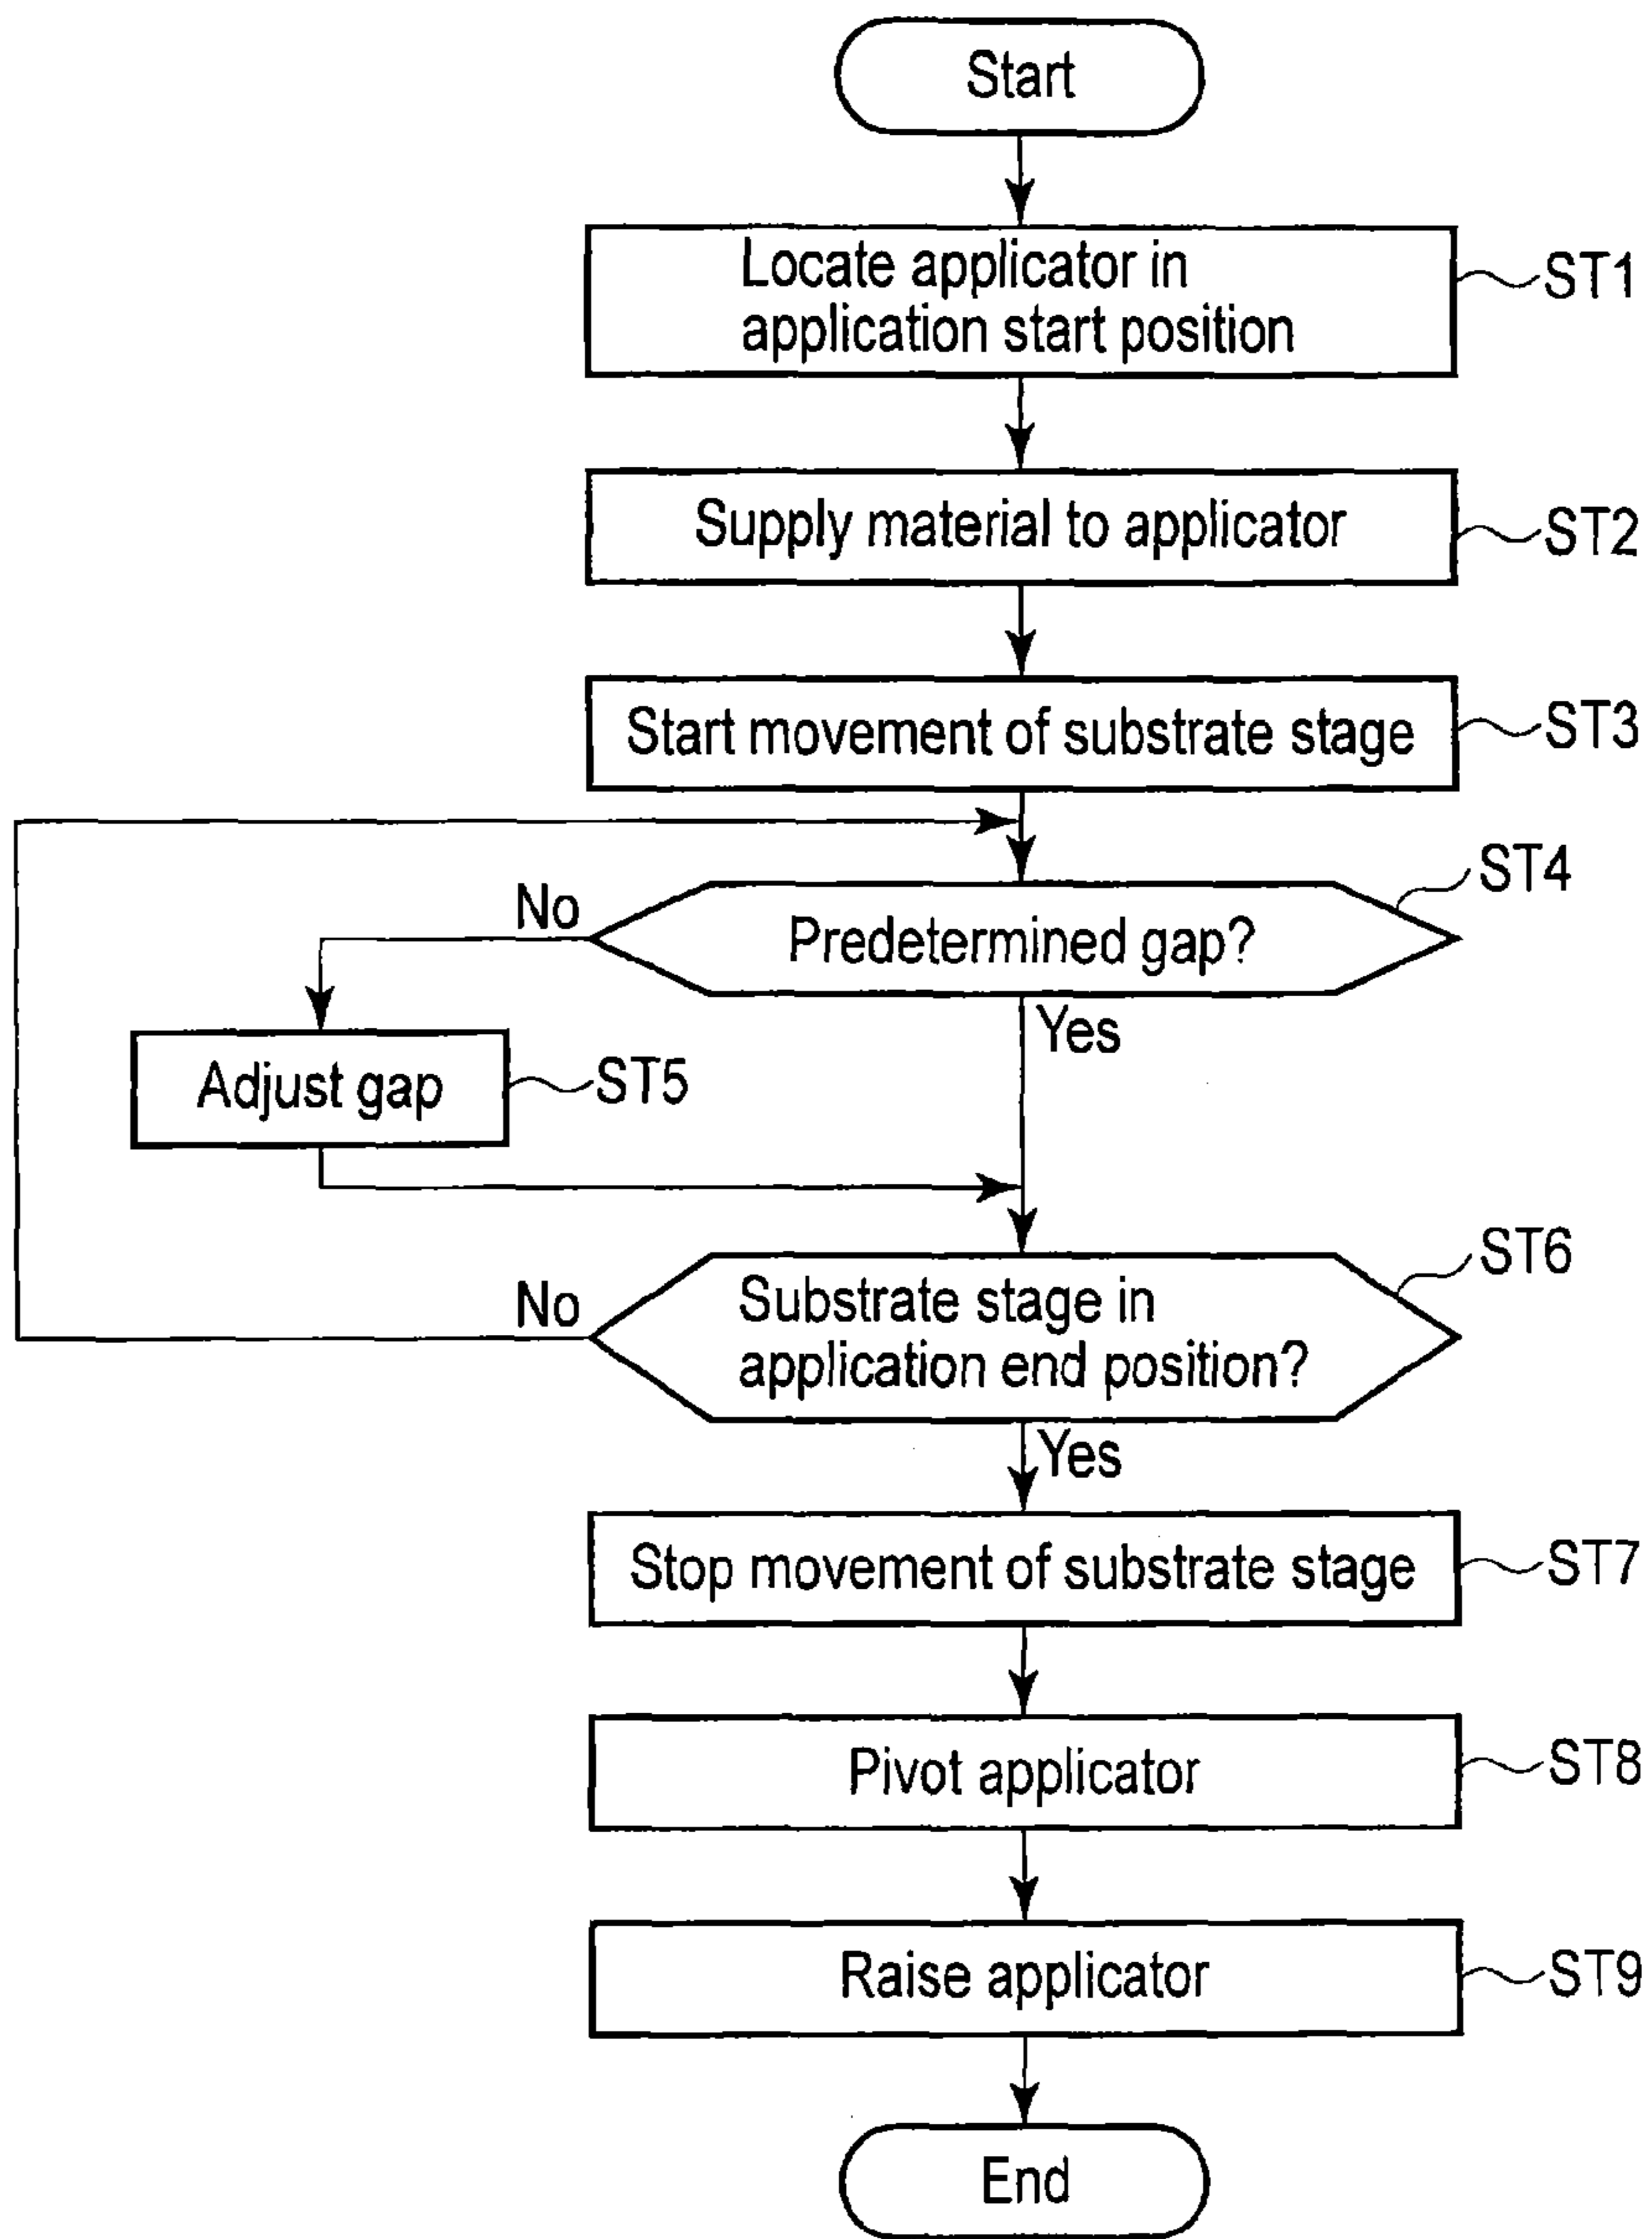 Start
Locate applicator in
application start position
ST1
Supply material to applicator
ST2
Start movement of substrate stage
ST3
ST4
No
Predetermined gap?
Yes
Adjust gap
ST5
ST6
No
Substrate stage in
application end position?
Yes
Stop movement of substrate stage
ST7
Pivot applicator
ST8
Raise applicator
ST9
End